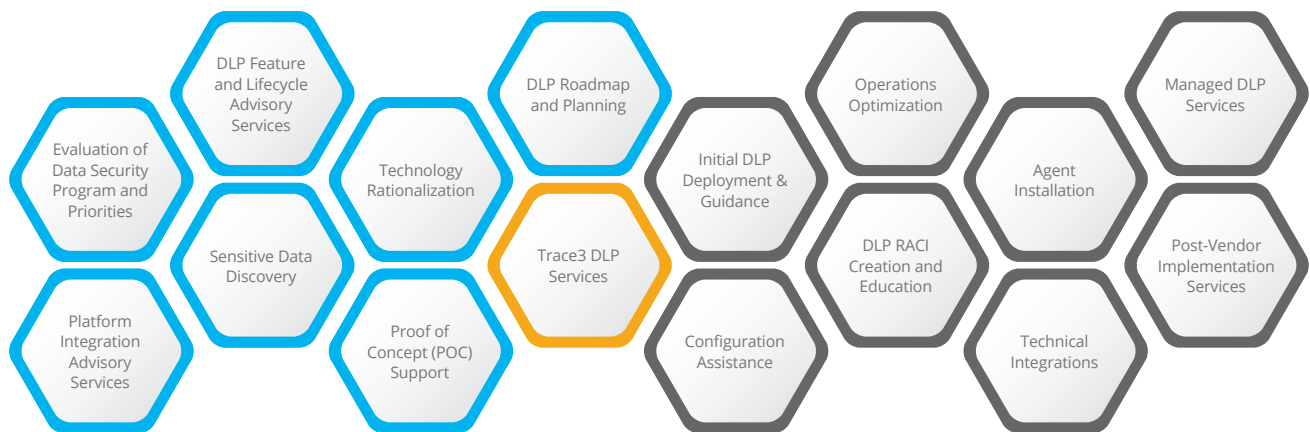 Evaluation of
Data Security
Program and
Priorities
Platform
Integration
Advisory
Services
DLP Feature
and Lifecycle
Advisory
Services
Sensitive Data
Discovery
Technology
Rationalization
Proof of
Concept (POC)
Support
DLP Roadmap
and Planning
Trace3 DLP
Services
Initial DLP
Deployment &
Guidance
Configuration
Assistance
Operations
Optimization
DLP RACI
Creation and
Education
Agent
Installation
Technical
Integrations
Managed DLP
Services
Post-Vendor
Implementation
Services